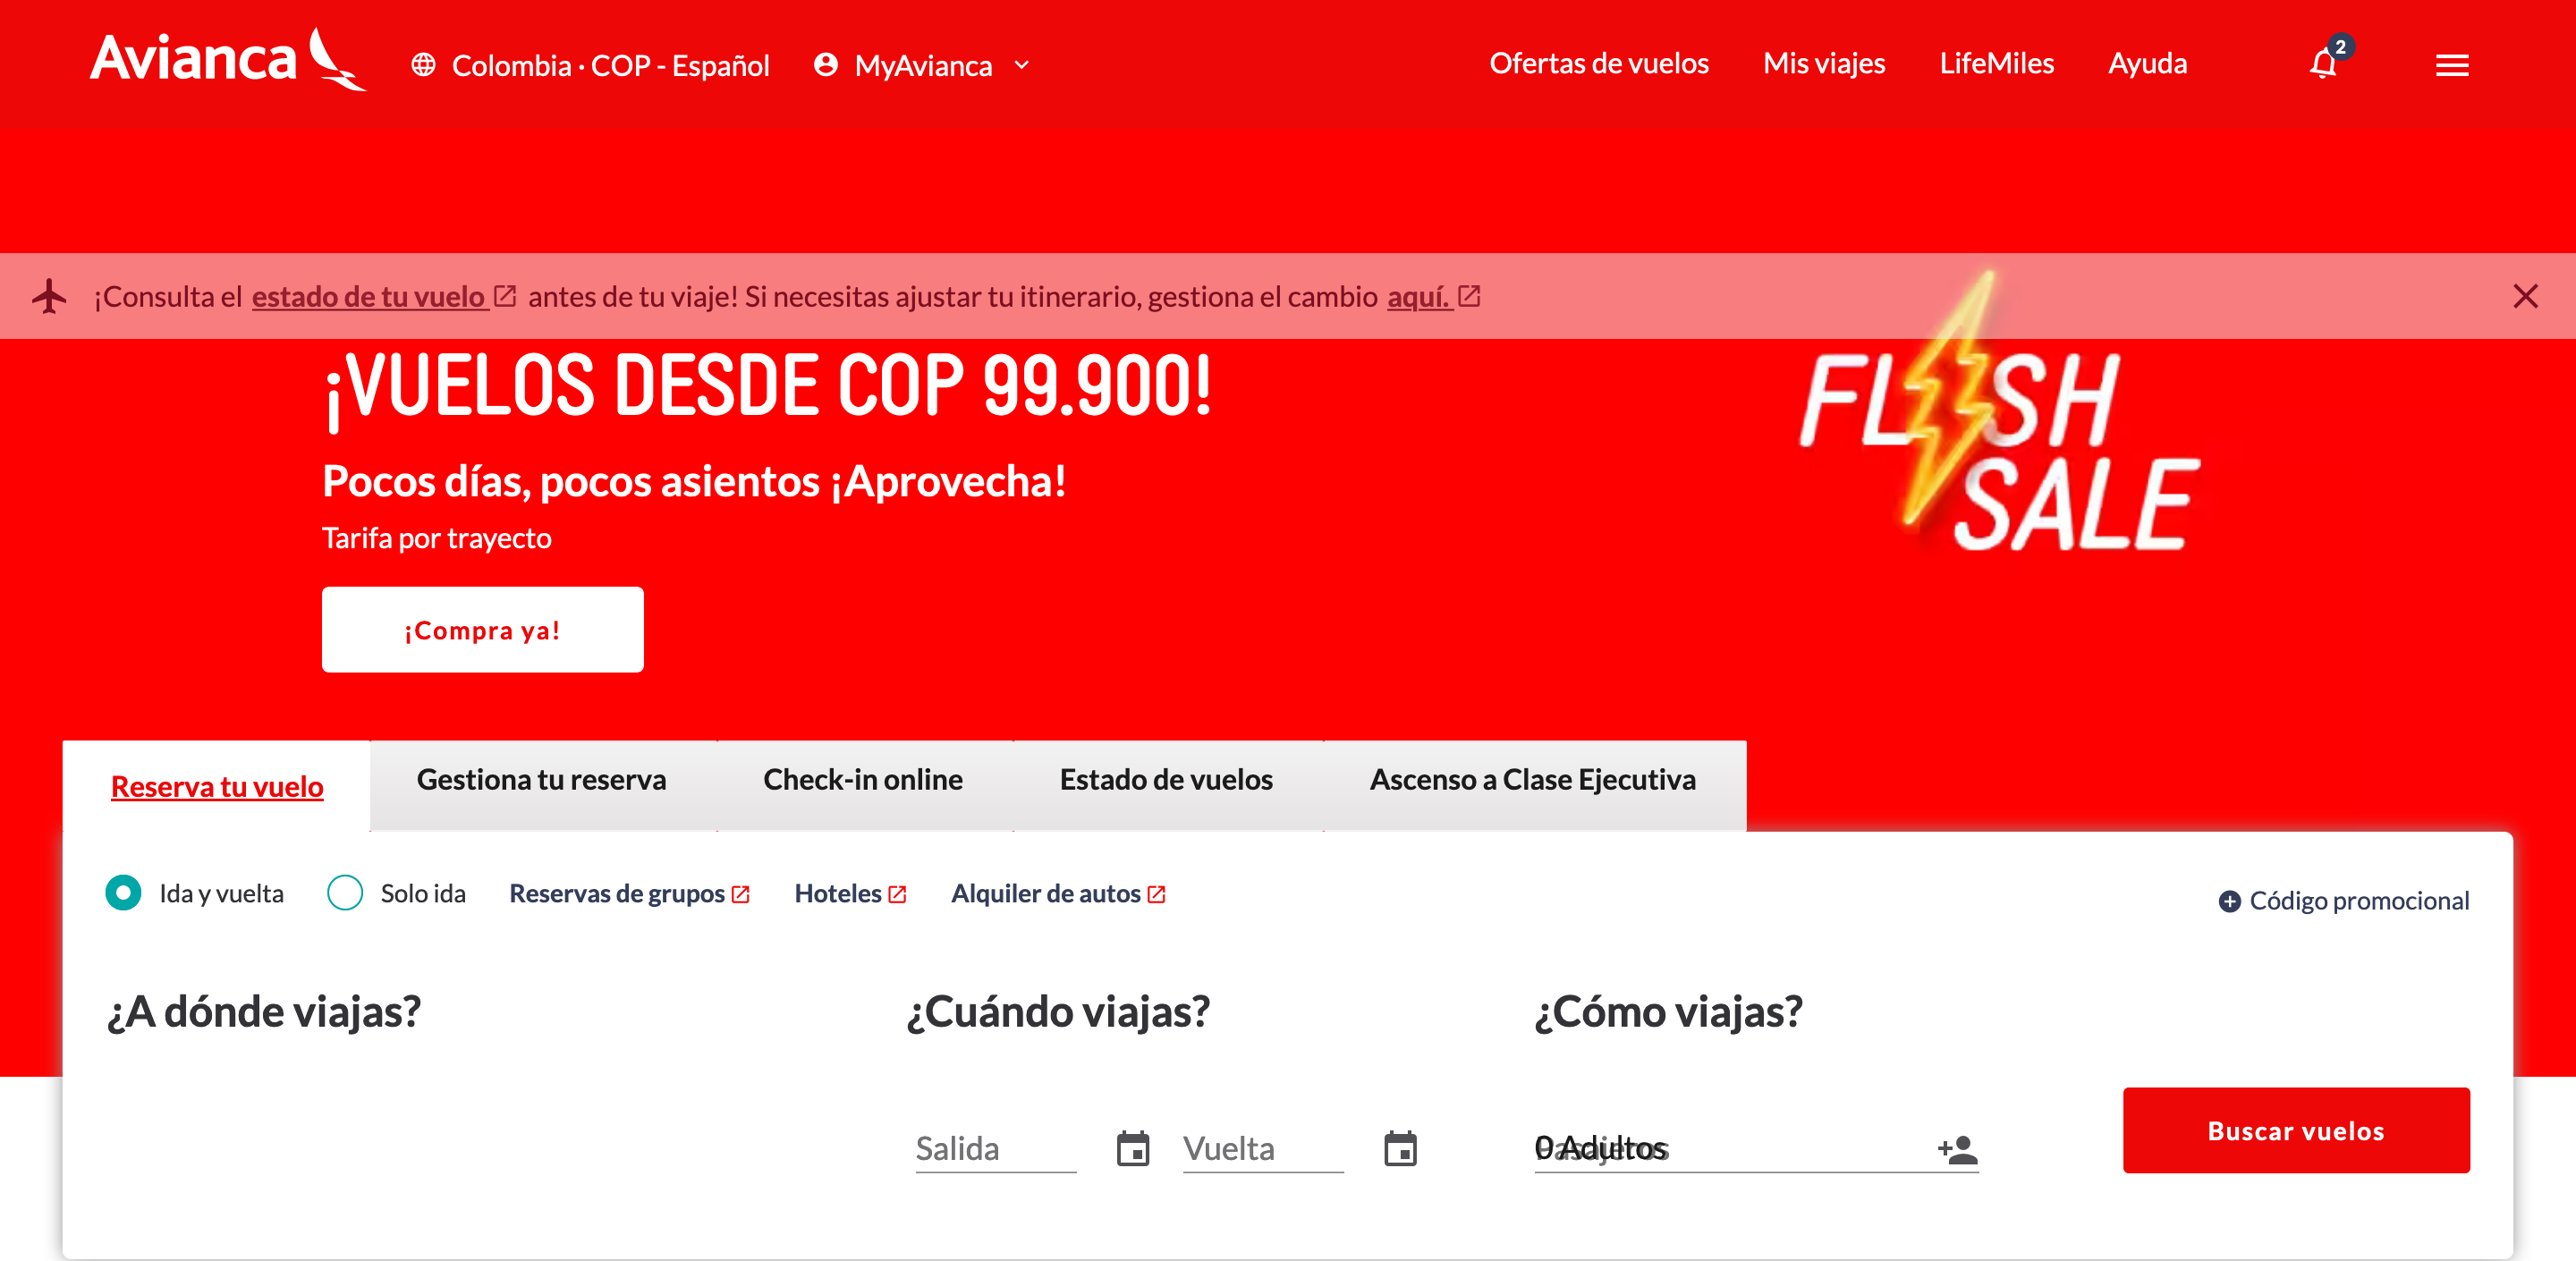 Avianca
Colombia · COP - Español
MyAvianca
Ofertas de vuelos
Mis viajes
LifeMiles
Ayuda
2
¡Consulta el estado de tu vuelo antes de tu viaje! Si necesitas ajustar tu itinerario, gestiona el cambio aquí.
¡VUELOS DESDE COP 99.900!
Pocos días, pocos asientos ¡Aprovecha!
Tarifa por trayecto
¡Compra ya!
FLASH
SALE
Reserva tu vuelo
Gestiona tu reserva
Check-in online
Estado de vuelos
Ascenso a Clase Ejecutiva
Ida y vuelta
Solo ida
Reservas de grupos
Hoteles
Alquiler de autos
Código promocional
¿A dónde viajas?
¿Cuándo viajas?
¿Cómo viajas?
Salida
Vuelta
0 Adultos
Pasajeros
Buscar vuelos